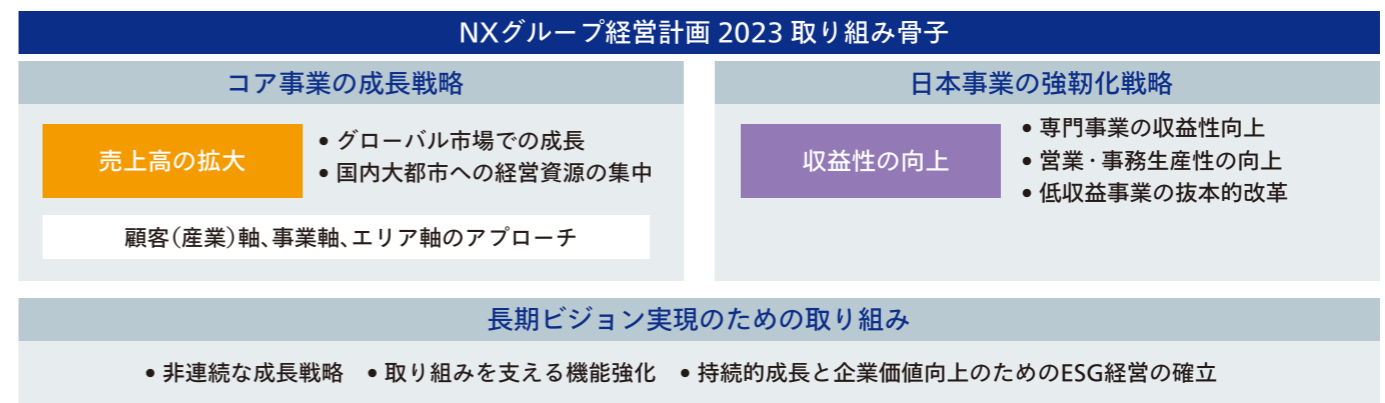 NXグループ経営計画 2023 取り組み骨子
コア事業の成長戦略
売上高の拡大
• グローバル市場での成長
• 国内大都市への経営資源の集中
顧客(産業)軸、事業軸、エリア軸のアプローチ
日本事業の強靭化戦略
収益性の向上
• 専門事業の収益性向上
• 営業・事務生産性の向上
• 低収益事業の抜本的改革
長期ビジョン実現のための取り組み
• 非連続な成長戦略 • 取り組みを支える機能強化 • 持続的成長と企業価値向上のためのESG経営の確立